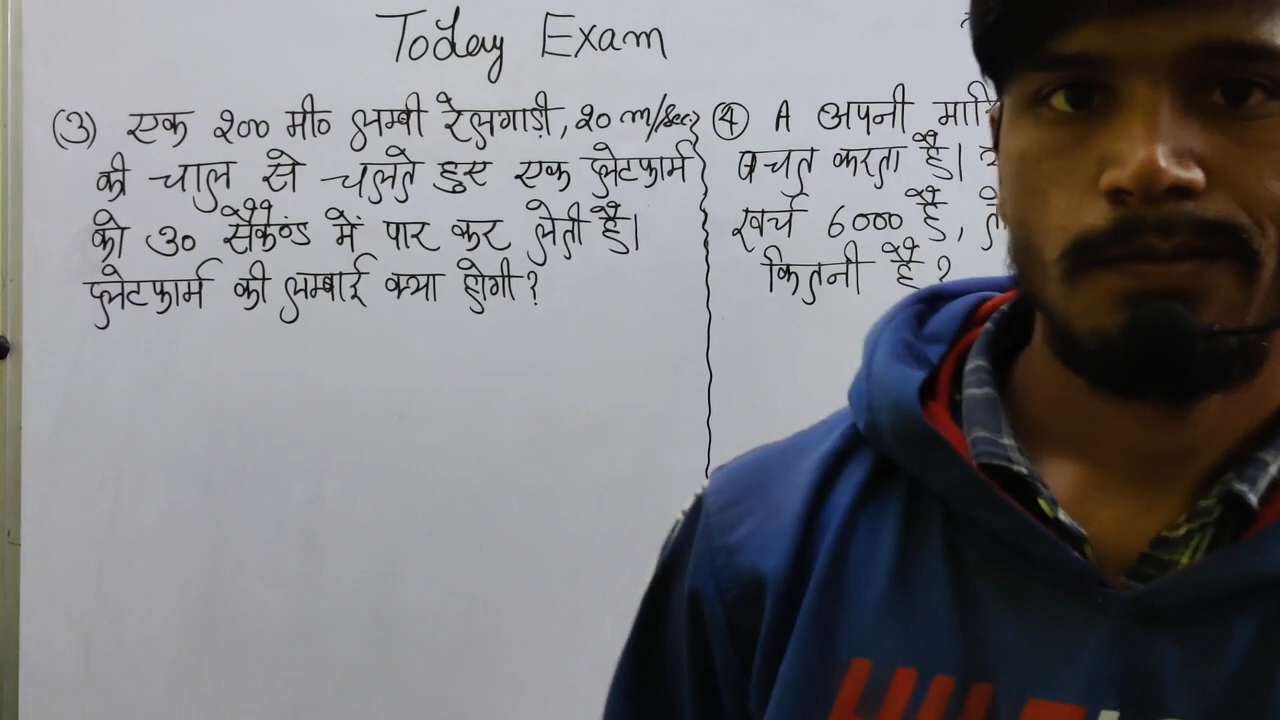 Today Exam
(3) एक 200 मी० लम्बी रेलगाड़ी, 20 m/sec
की चाल से चलते हुए एक प्लेटफार्म
को 30 सैकेण्ड में पार कर लेती है।
प्लेटफार्म की लम्बाई क्या होगी?
(4) A अपनी
बचत करता है।
खर्च 6000 है,
कितनी है?